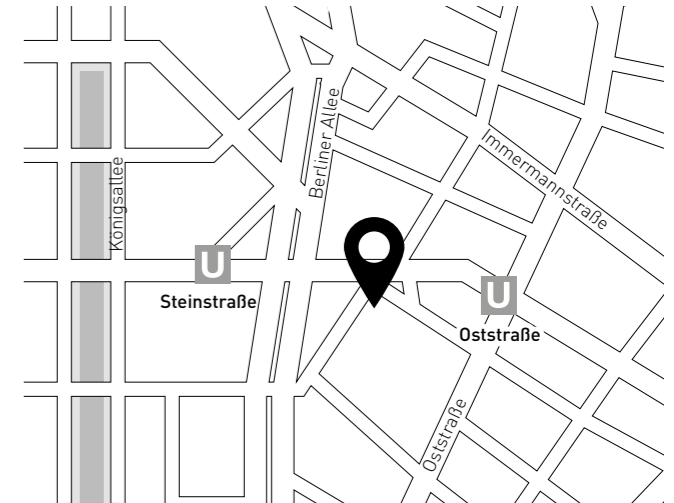 Berliner Allee
Immermannstraße
Königsallee
U
Steinstraße
U
Oststraße
Oststraße